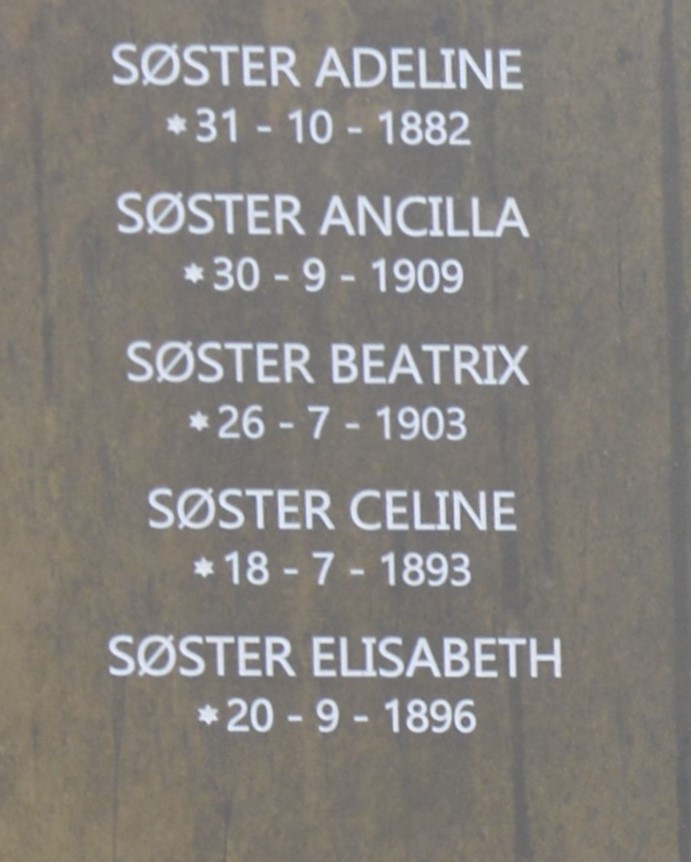 SØSTER ADELINE
*31 - 10 - 1882
SØSTER ANCILLA
*30 - 9 - 1909
SØSTER BEATRIX
*26 - 7 - 1903
SØSTER CELINE
*18 - 7 - 1893
SØSTER ELISABETH
*20 - 9 - 1896